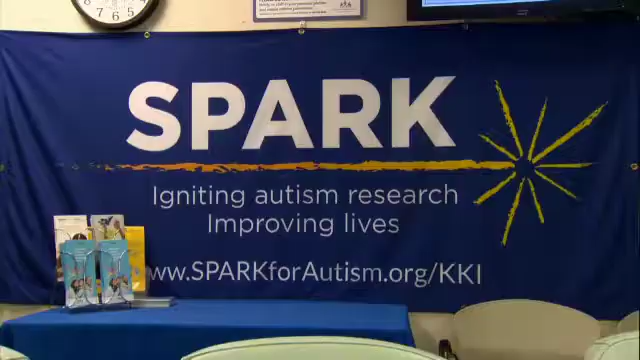 SPARK
Igniting autism research
Improving lives
www.SPARKforAutism.org/KKI